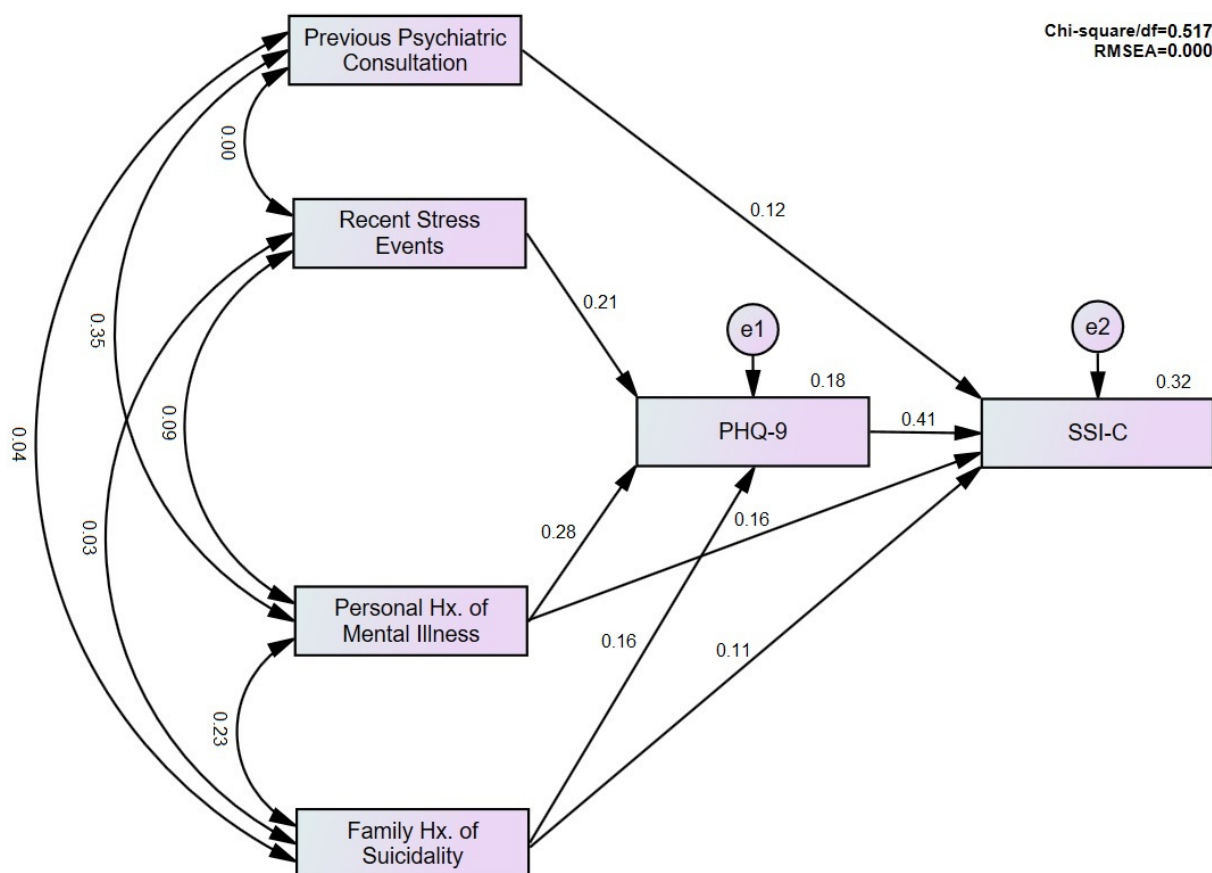 Previous Psychiatric
Consultation
Chi-square/df=0.517
RMSEA=0.000
0.00
Recent Stress
Events
0.12
0.21
0.35
0.09
0.04
0.03
e1
e2
0.18
0.32
PHQ-9
0.41
SSI-C
0.28
0.16
0.16
0.11
Personal Hx. of
Mental Illness
0.23
Family Hx. of
Suicidality